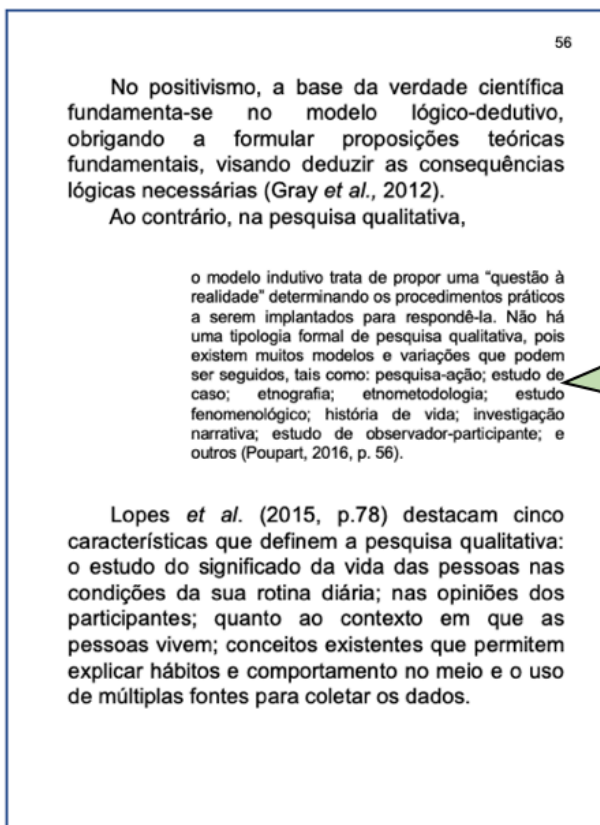 56
No positivismo, a base da verdade científica
fundamenta-se no modelo lógico-dedutivo,
obrigando a formular proposições teóricas
fundamentais, visando deduzir as consequências
lógicas necessárias (Gray et al., 2012).
Ao contrário, na pesquisa qualitativa,
o modelo indutivo trata de propor uma “questão à
realidade” determinando os procedimentos práticos
a serem implantados para respondê-la. Não há
uma tipologia formal de pesquisa qualitativa, pois
existem muitos modelos e variações que podem
ser seguidos, tais como: pesquisa-ação; estudo de
caso; etnografia; etnometodologia; estudo
fenomenológico; história de vida; investigação
narrativa; estudo de observador-participante; e
outros (Poupart, 2016, p. 56).
Lopes et al. (2015, p.78) destacam cinco
características que definem a pesquisa qualitativa:
o estudo do significado da vida das pessoas nas
condições da sua rotina diária; nas opiniões dos
participantes; quanto ao contexto em que as
pessoas vivem; conceitos existentes que permitem
explicar hábitos e comportamento no meio e o uso
de múltiplas fontes para coletar os dados.